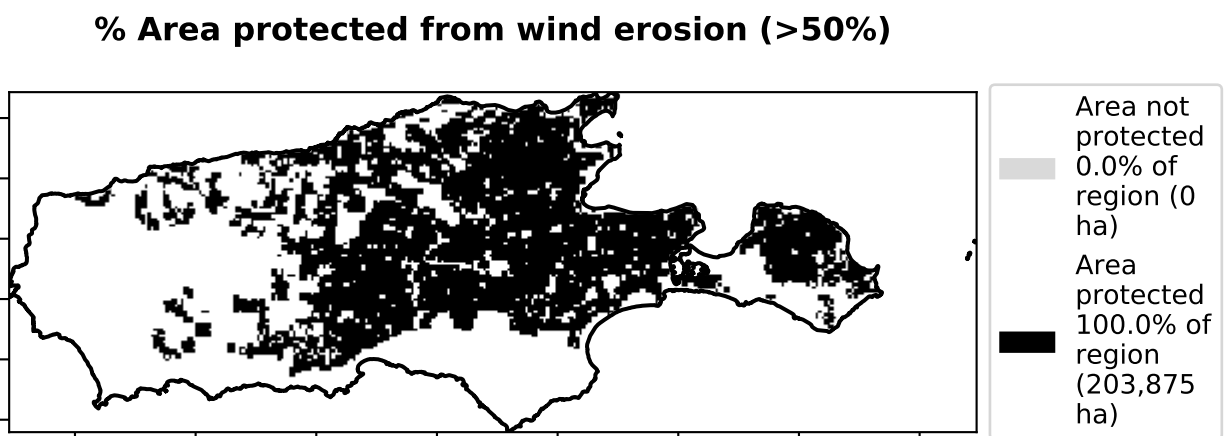 % Area protected from wind erosion (>50%)
Area not
protected
0.0% of
region (0
ha)
Area
protected
100.0% of
region
(203,875
ha)